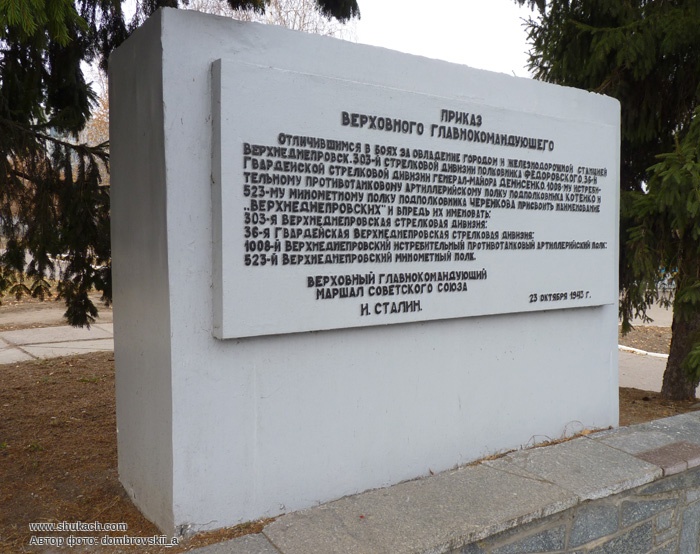 ПРИКАЗ
ВЕРХОВНОГО ГЛАВНОКОМАНДУЮЩЕГО
ОТЛИЧИВШИМСЯ В БОЯХ ЗА ОВЛАДЕНИЕ ГОРОДОМ И ЖЕЛЕЗНОДОРОЖНОЙ СТАНЦИЕЙ
ВЕРХНЕДНЕПРОВСК. 303-Й СТРЕЛКОВОЙ ДИВИЗИИ ПОЛКОВНИКА ФЁДОРОВСКОГО. 36-Й
ГВАРДЕЙСКОЙ СТРЕЛКОВОЙ ДИВИЗИИ ГЕНЕРАЛ-МАЙОРА ДЕНИСЕНКО. 1008-МУ ИСТРЕБИ-
ТЕЛЬНОМУ ПРОТИВОТАНКОВОМУ АРТИЛЛЕРИЙСКОМУ ПОЛКУ ПОДПОЛКОВНИКА КОТЕНКО И
523-МУ МИНОМЕТНОМУ ПОЛКУ ПОДПОЛКОВНИКА ЧЕРЕМКОВА ПРИСВОИТЬ НАИМЕНОВАНИЕ
„ВЕРХНЕДНЕПРОВСКИХ" И ВПРЕДЬ ИХ ИМЕНОВАТЬ:
303-Я ВЕРХНЕДНЕПРОВСКАЯ СТРЕЛКОВАЯ ДИВИЗИЯ:
36-Я ГВАРДЕЙСКАЯ ВЕРХНЕДНЕПРОВСКАЯ СТРЕЛКОВАЯ ДИВИЗИЯ:
1008-Й ВЕРХНЕДНЕПРОВСКИЙ ИСТРЕБИТЕЛЬНЫЙ ПРОТИВОТАНКОВЫЙ АРТИЛЛЕРИЙСКИЙ ПОЛК:
523-Й ВЕРХНЕДНЕПРОВСКИЙ МИНОМЕТНЫЙ ПОЛК.
ВЕРХОВНЫЙ ГЛАВНОКОМАНДУЮЩИЙ
МАРШАЛ СОВЕТСКОГО СОЮЗА
И. СТАЛИН.
23 ОКТЯБРЯ 1943 Г.
www.shukach.com
Автор фото: dombrovskii_a